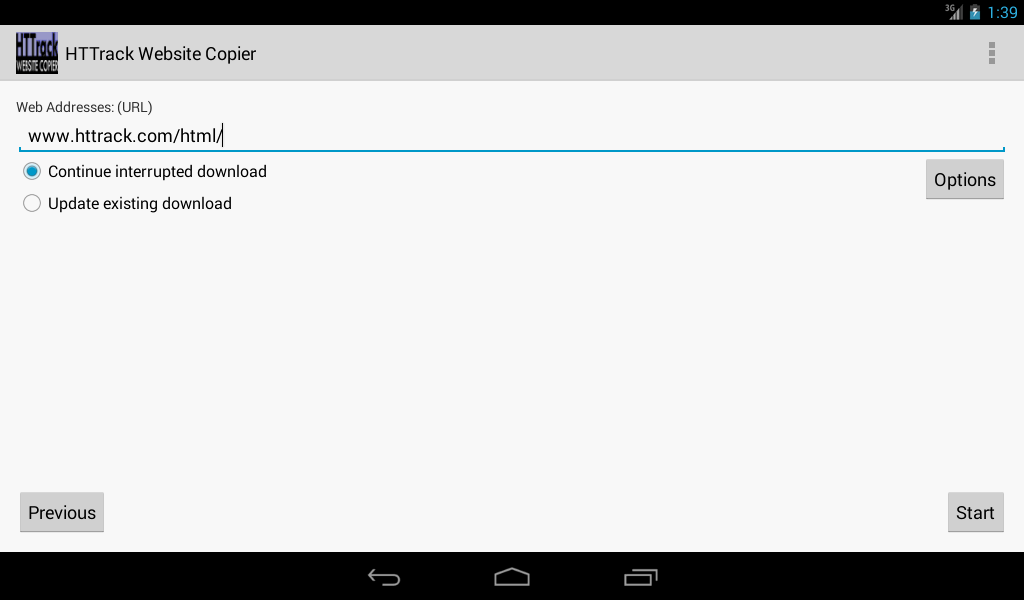 3G 1:39
HTTrack WEBSITE COPIER HTTrack Website Copier
Web Addresses: (URL)
www.httrack.com/html/
Continue interrupted download
Options
Update existing download
Previous Start